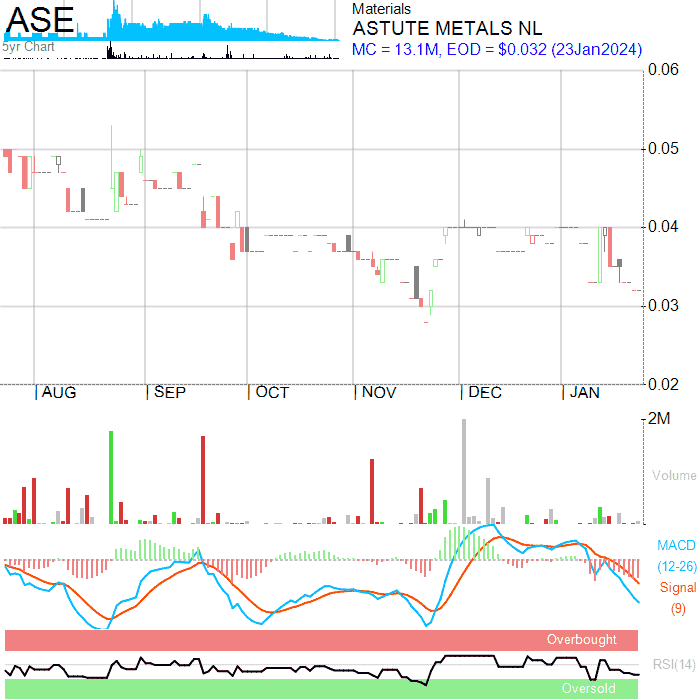 ASE
5yr Chart
Materials
ASTUTE METALS NL
MC = 13.1M, EOD = $0.032 (23Jan2024)
0.06
0.05
0.04
0.03
0.02
AUG SEP OCT NOV DEC JAN
2M
Volume
MACD
(12-26)
Signal
(9)
Overbought
RSI(14)
Oversold